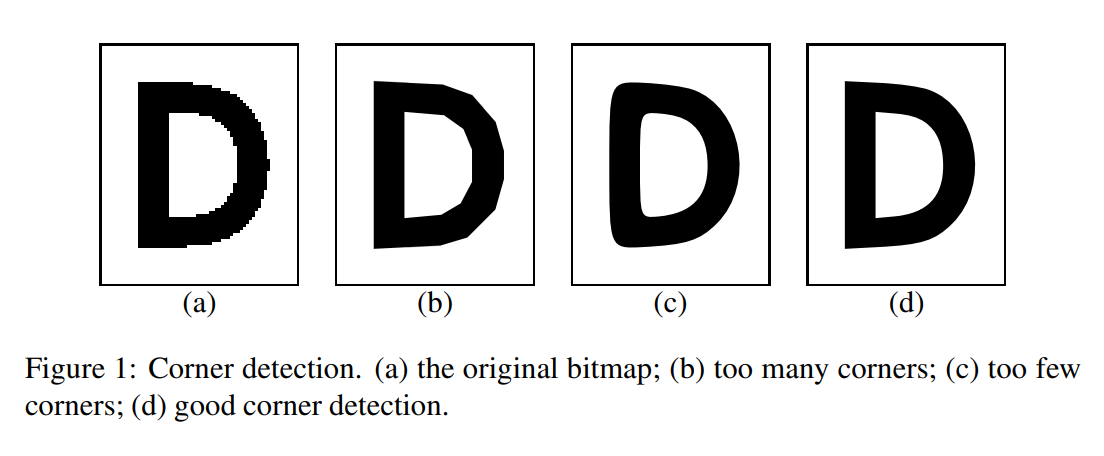 D D D D
(a) (b) (c) (d)
Figure 1: Corner detection. (a) the original bitmap; (b) too many corners; (c) too few
corners; (d) good corner detection.